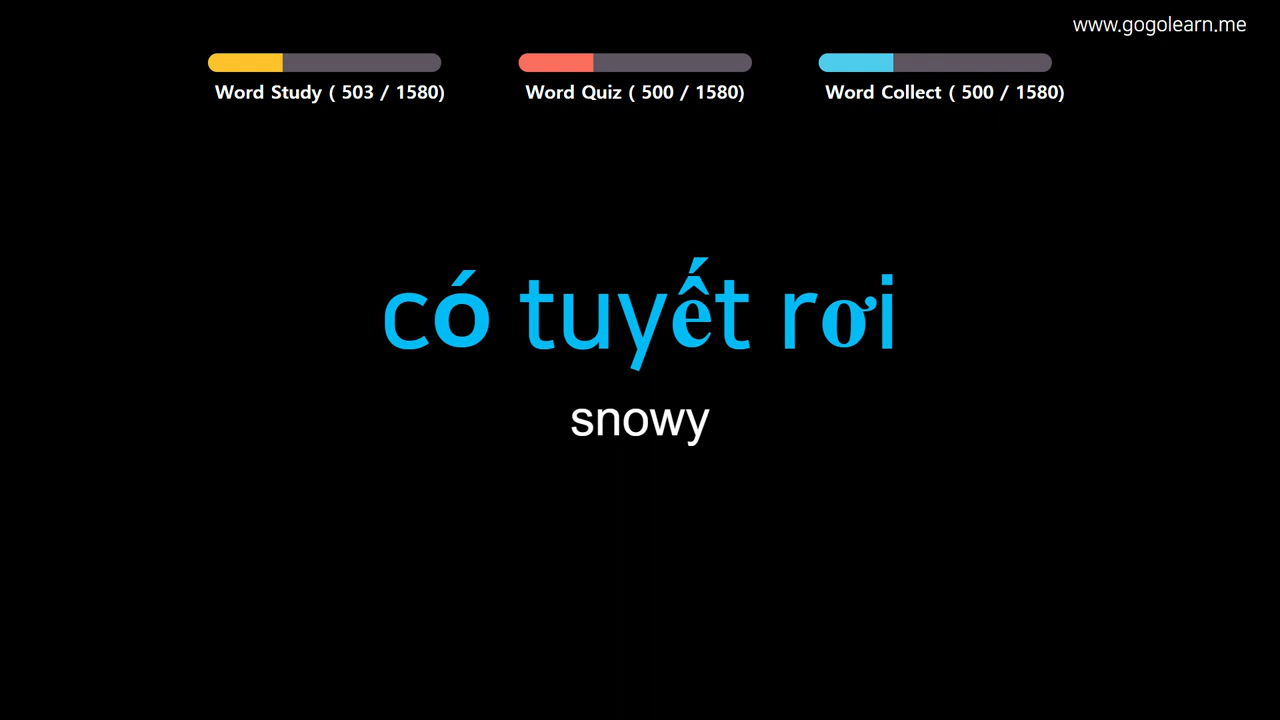 www.gogolearn.me
Word Study ( 503 / 1580)
Word Quiz ( 500 / 1580)
Word Collect ( 500 / 1580)
có tuyết rơi
snowy